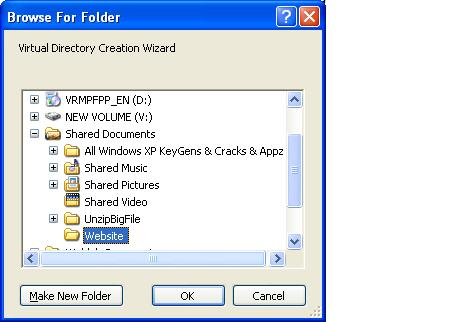 Browse For Folder
Virtual Directory Creation Wizard
VRMPFPP_EN (D:)
NEW VOLUME (V:)
Shared Documents
All Windows XP KeyGens & Cracks & Appz
Shared Music
Shared Pictures
Shared Video
UnzipBigFile
Website
Make New Folder
OK
Cancel